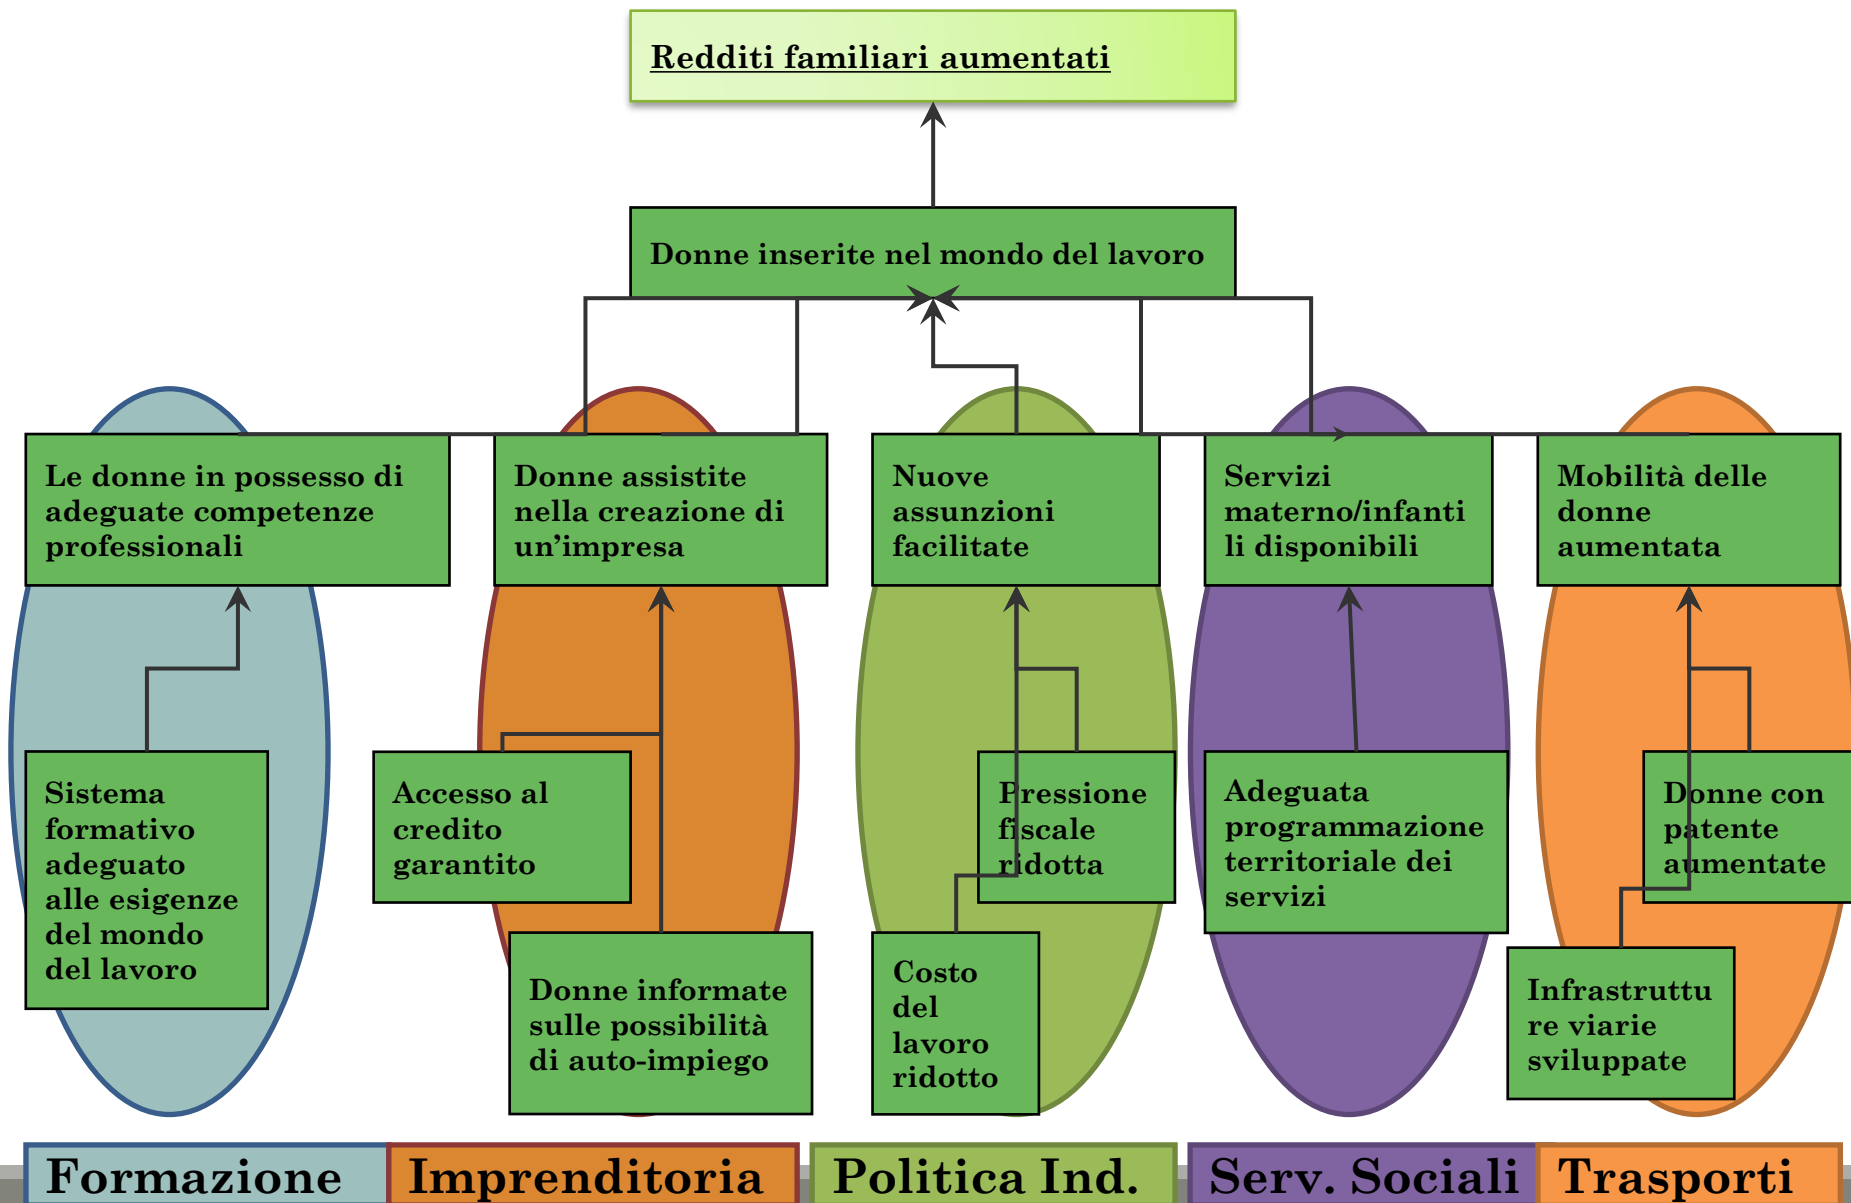 Redditi familiari aumentati
Donne inserite nel mondo del lavoro
Le donne in possesso di
adeguate competenze
professionali
Donne assistite
nella creazione di
un’impresa
Nuove
assunzioni
facilitate
Servizi
materno/infanti
li disponibili
Mobilità delle
donne
aumentata
Sistema
formativo
adeguato
alle esigenze
del mondo
del lavoro
Accesso al
credito
garantito
Donne informate
sulle possibilità
di auto-impiego
Pressione
fiscale
ridotta
Costo
del
lavoro
ridotto
Adeguata
programmazione
territoriale dei
servizi
Donne con
patente
aumentate
Infrastruttu
re viarie
sviluppate
Formazione
Imprenditoria
Politica Ind.
Serv. Sociali
Trasporti